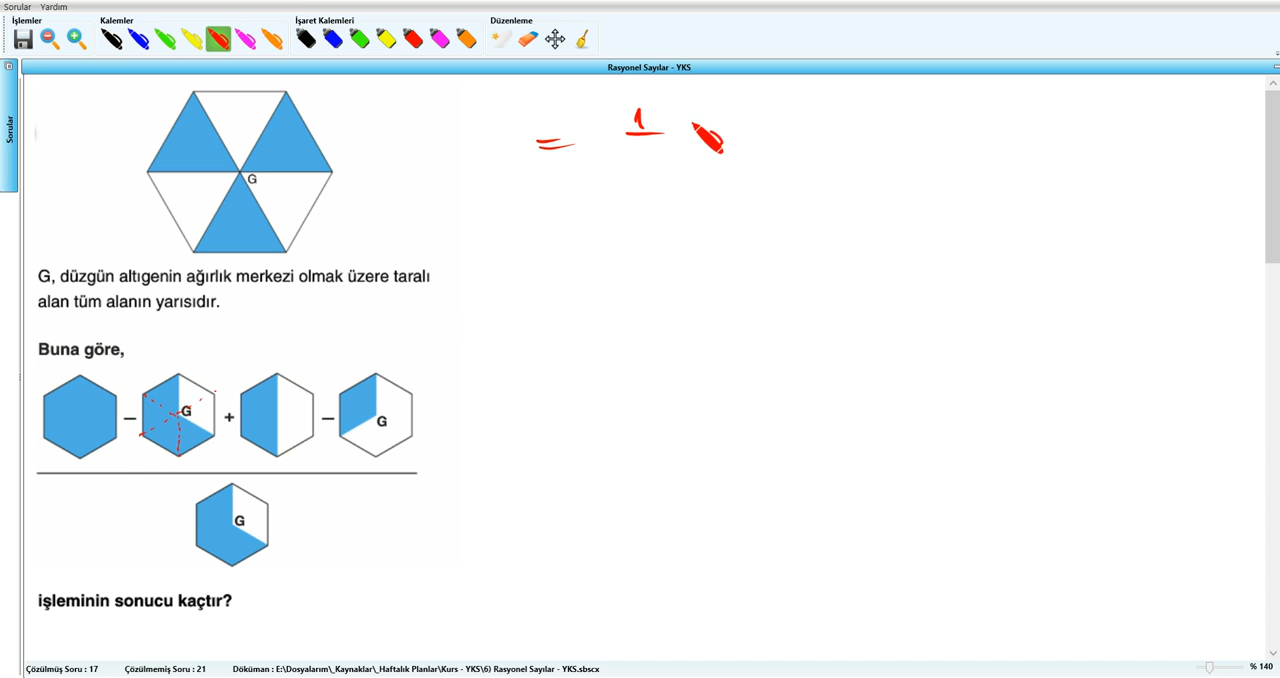 Sorular Yardım
İşlemler Kalemler İşaret Kalemleri Düzenleme
Rasyonel Sayılar - YKS
Sorular
G
= 1
G, düzgün altıgenin ağırlık merkezi olmak üzere taralı
alan tüm alanın yarısıdır.
Buna göre,
− G + − G
G
işleminin sonucu kaçtır?
Çözülmüş Soru : 17 Çözülmemiş Soru : 21 Döküman : E:\Dosyalarım\_Kaynaklar\_Haftalık Planlar\Kurs - YKS\6) Rasyonel Sayılar - YKS.sbscx % 140